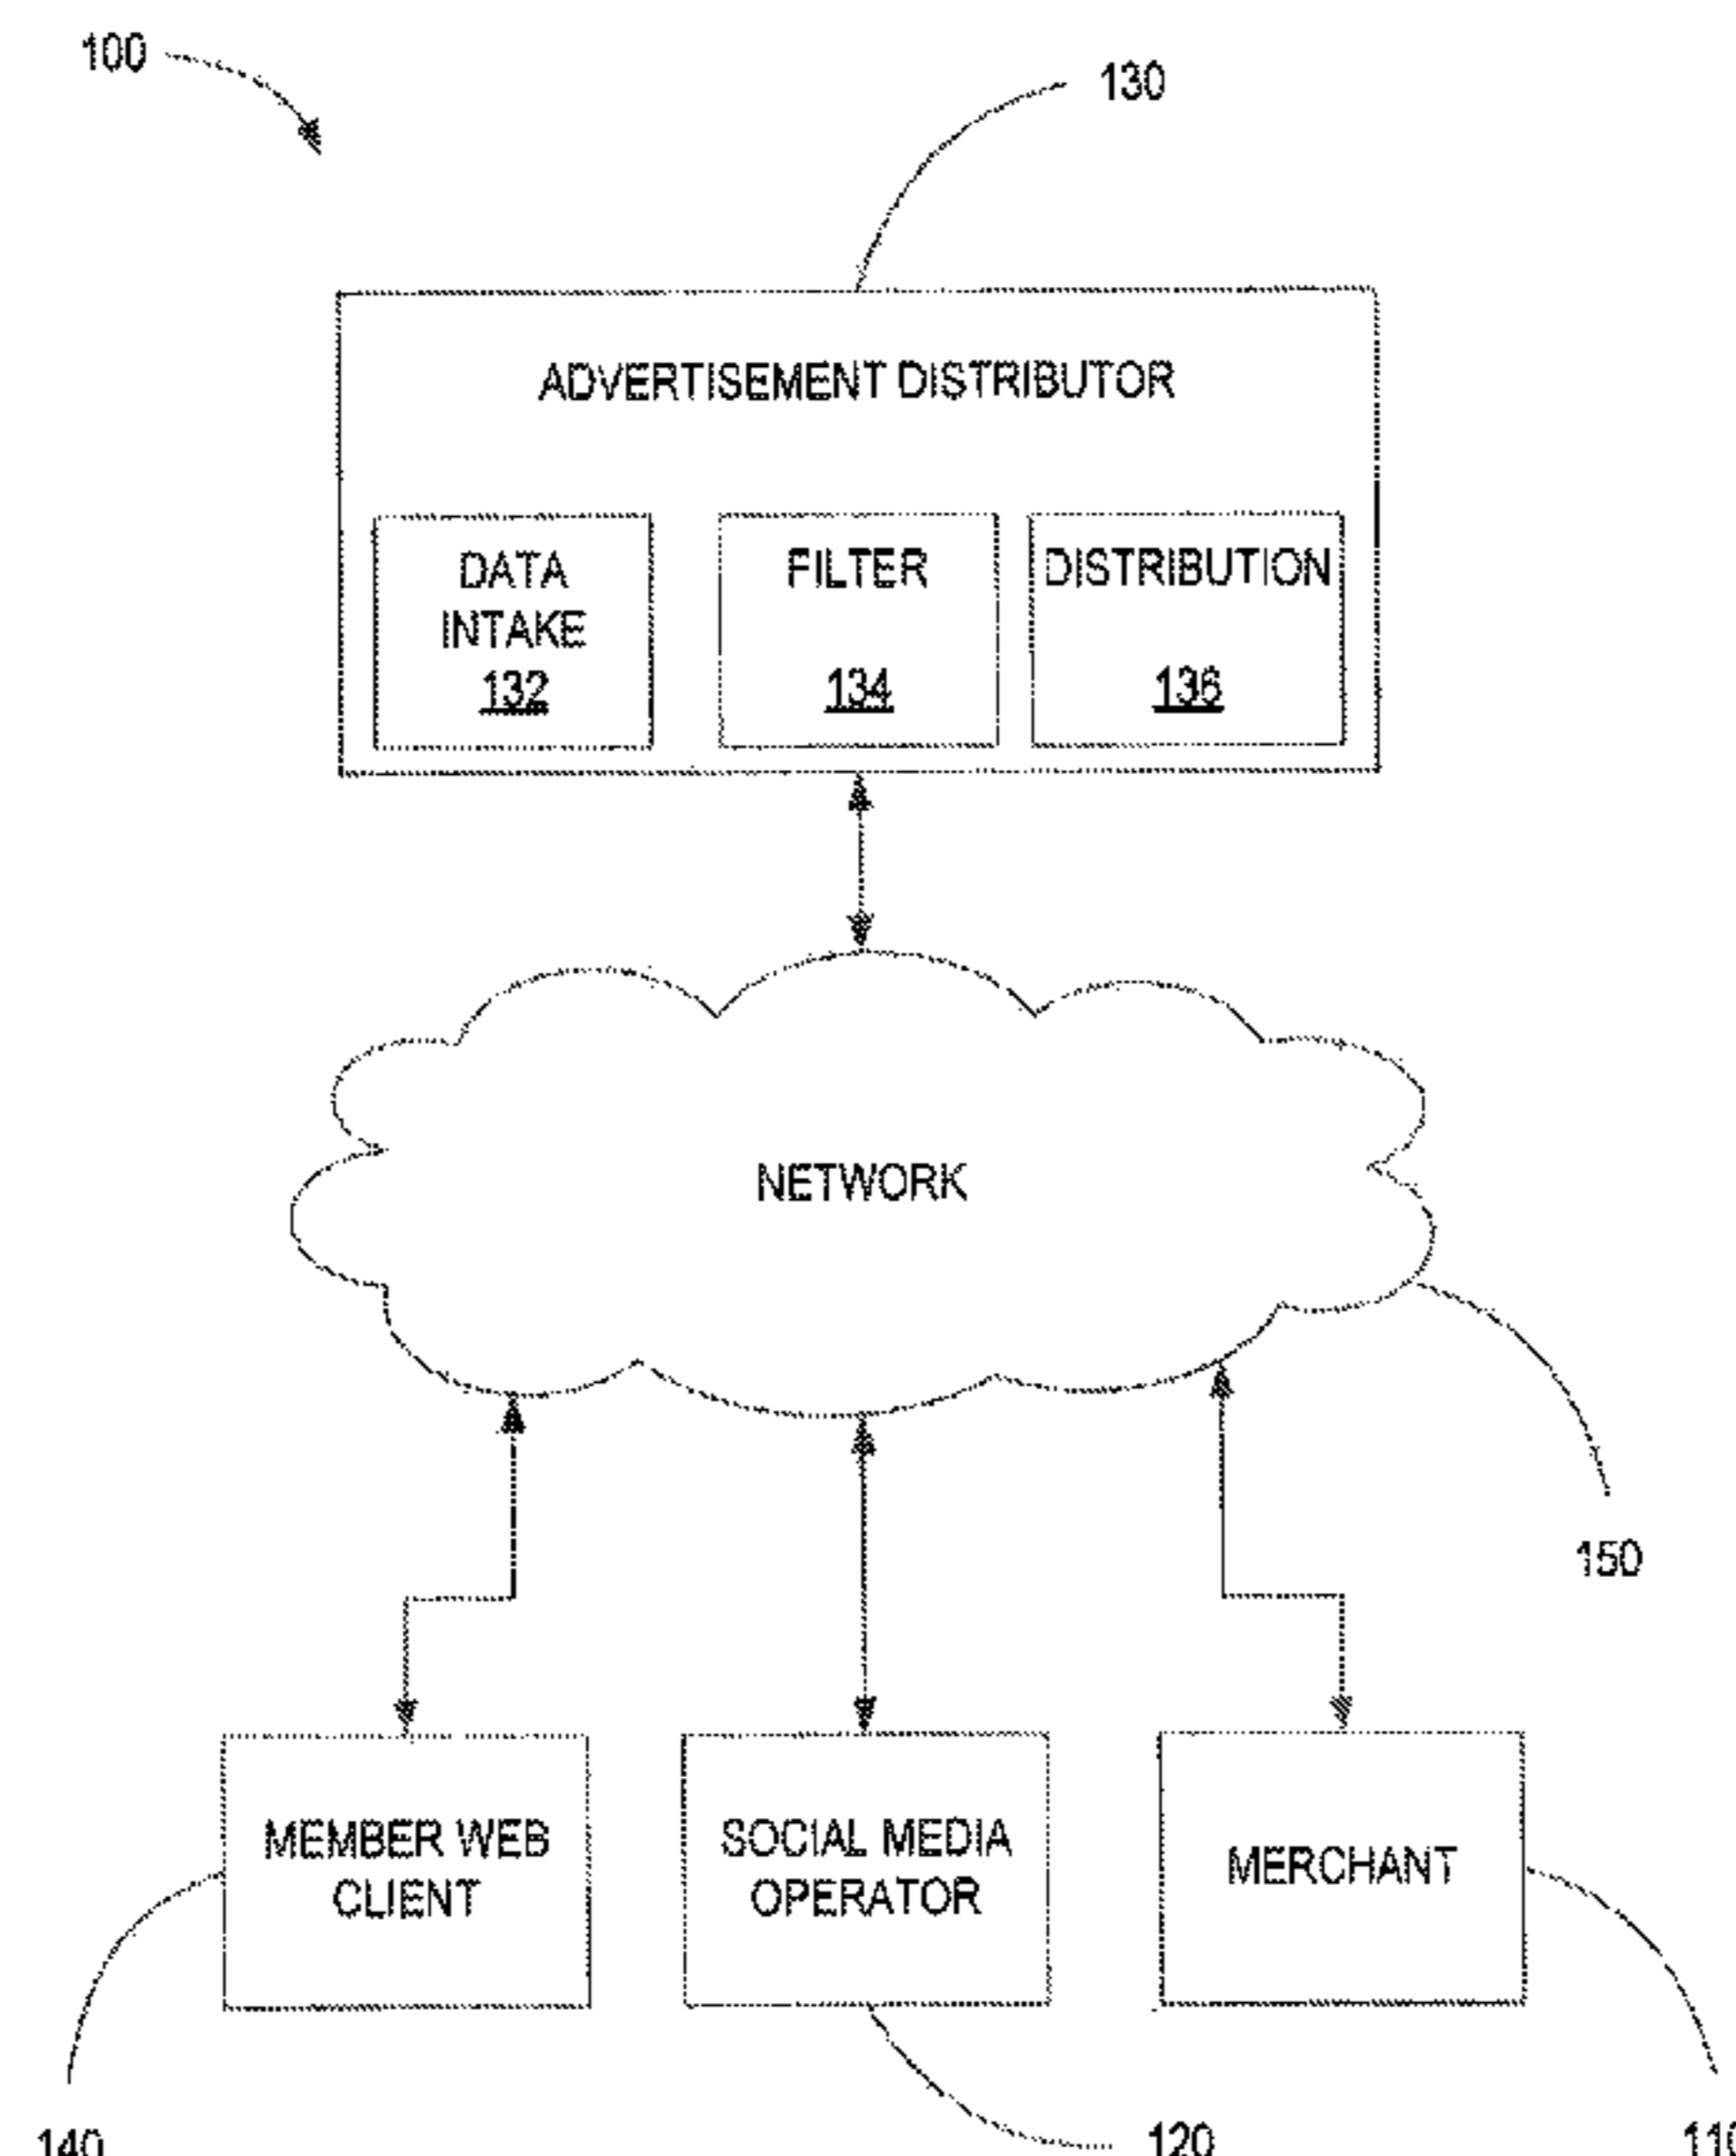 100
130
ADVERTISEMENT DISTRIBUTOR
DATA
INTAKE
132
FILTER
134
DISTRIBUTION
136
NETWORK
150
MEMBER WEB
CLIENT
SOCIAL MEDIA
OPERATOR
MERCHANT
140
120
110